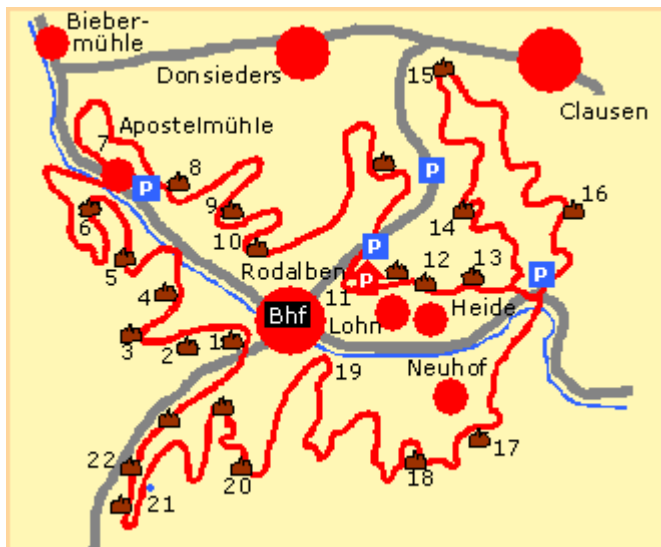 Bieber-
mühle
Donsieders
15
Clausen
Apostelmühle
7
8
P
P
9
6
14
16
10
5
P
12
13
P
Rodalben
P
4
11
Heide
Bhf
Lohn
3
2
1
19
Neuhof
17
22
20
18
21